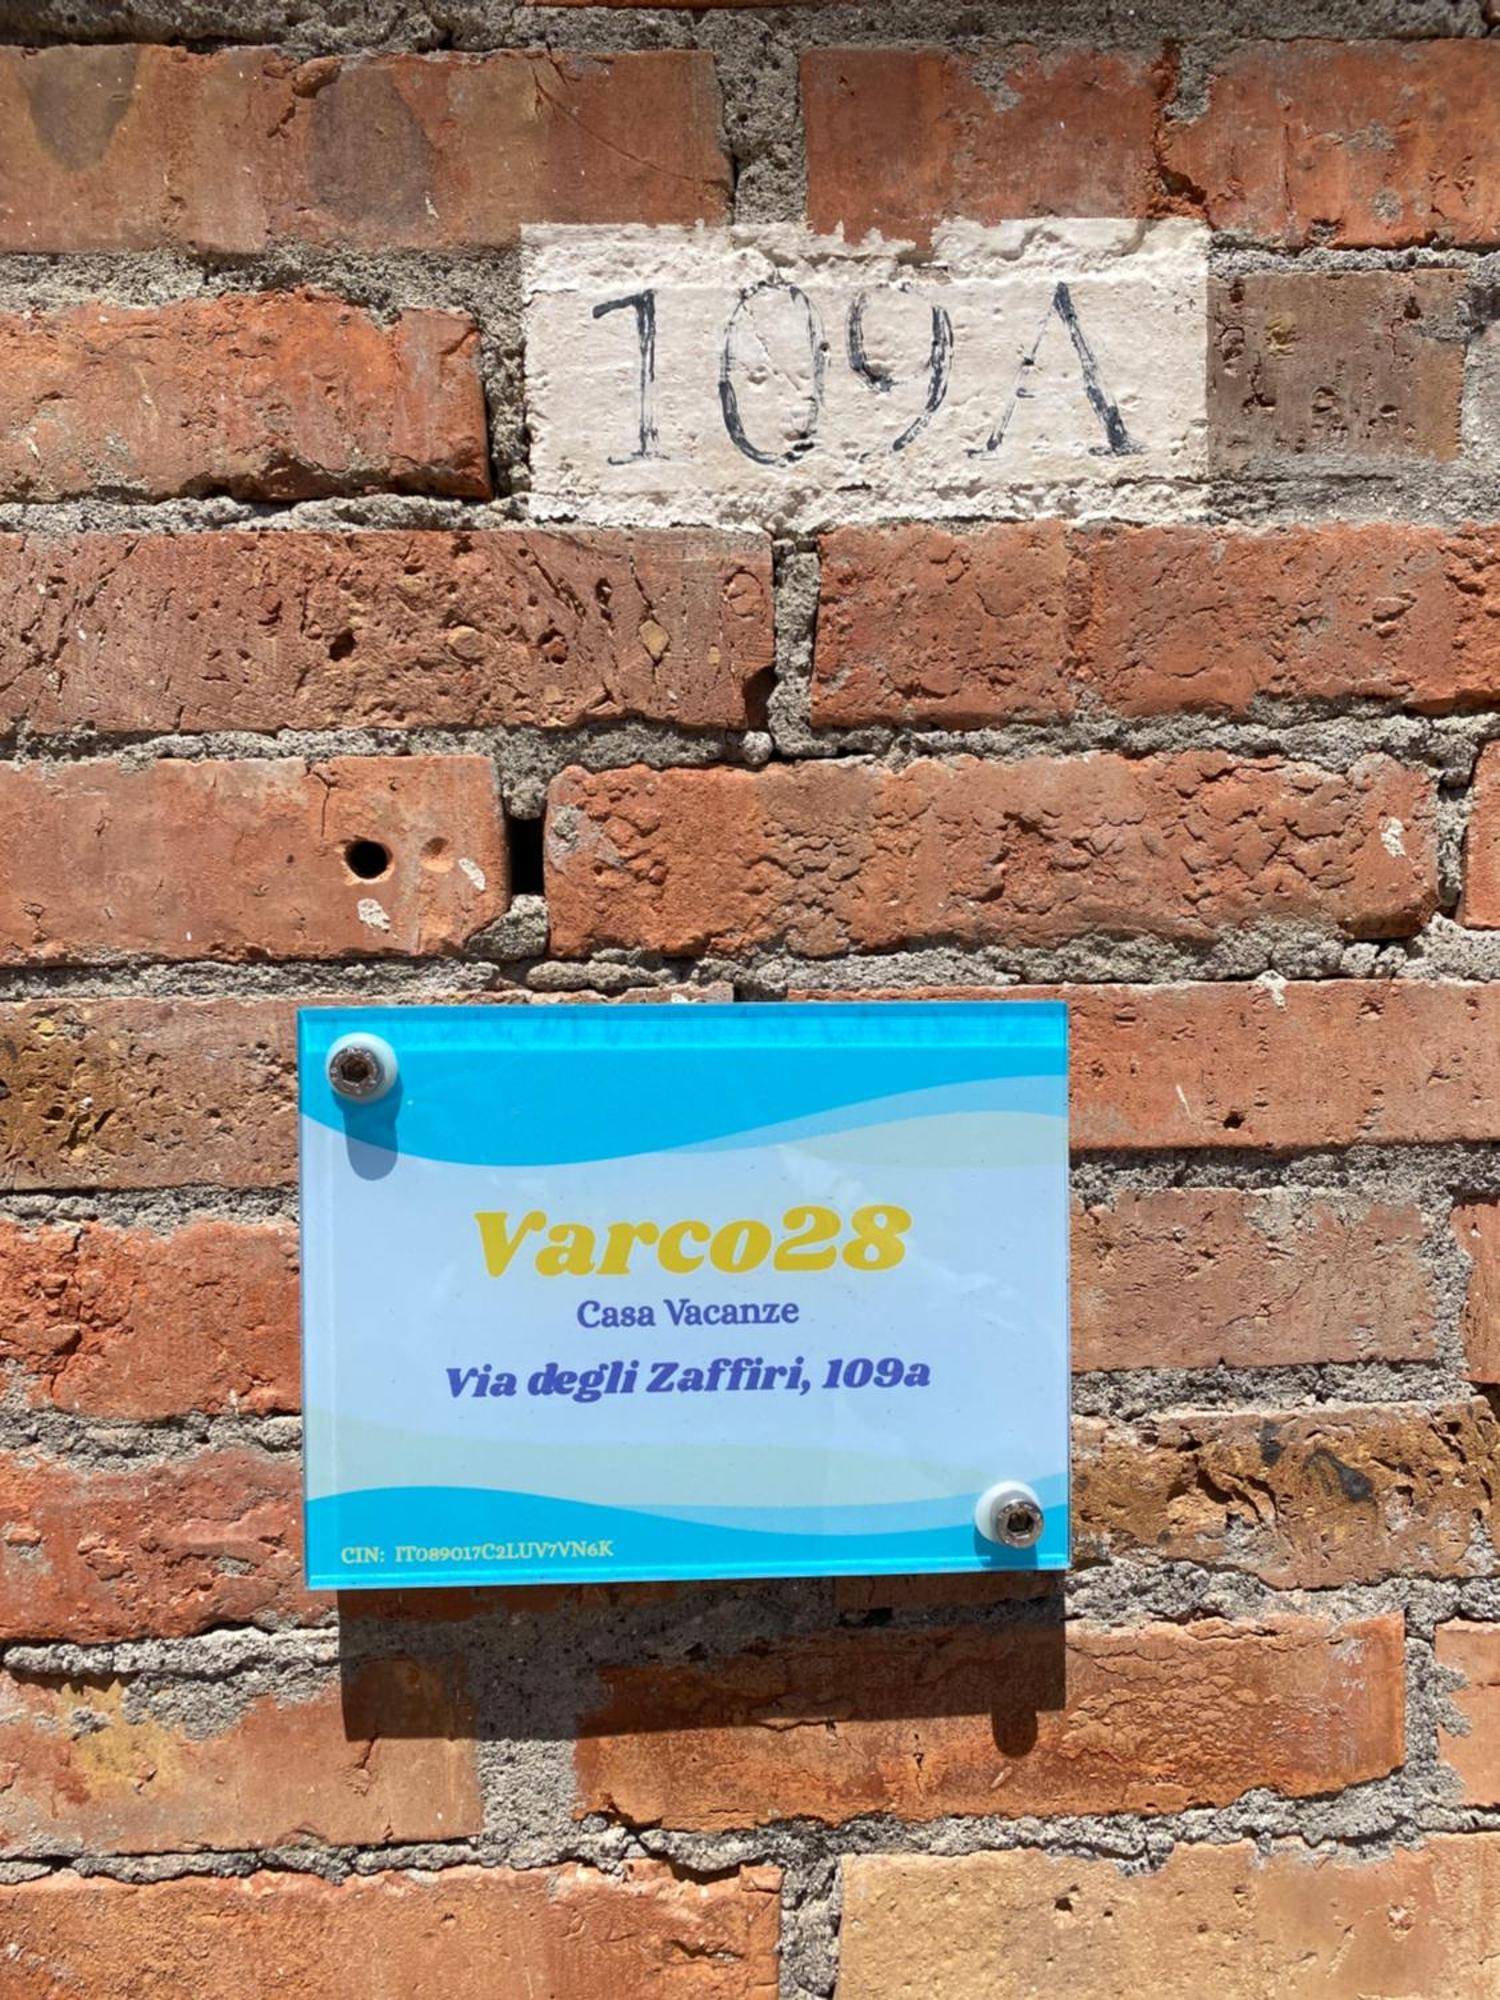 109A
Varco28
Casa Vacanze
Via degli Zaffiri, 109a
CIN: IT089017C2LUV7VN6K